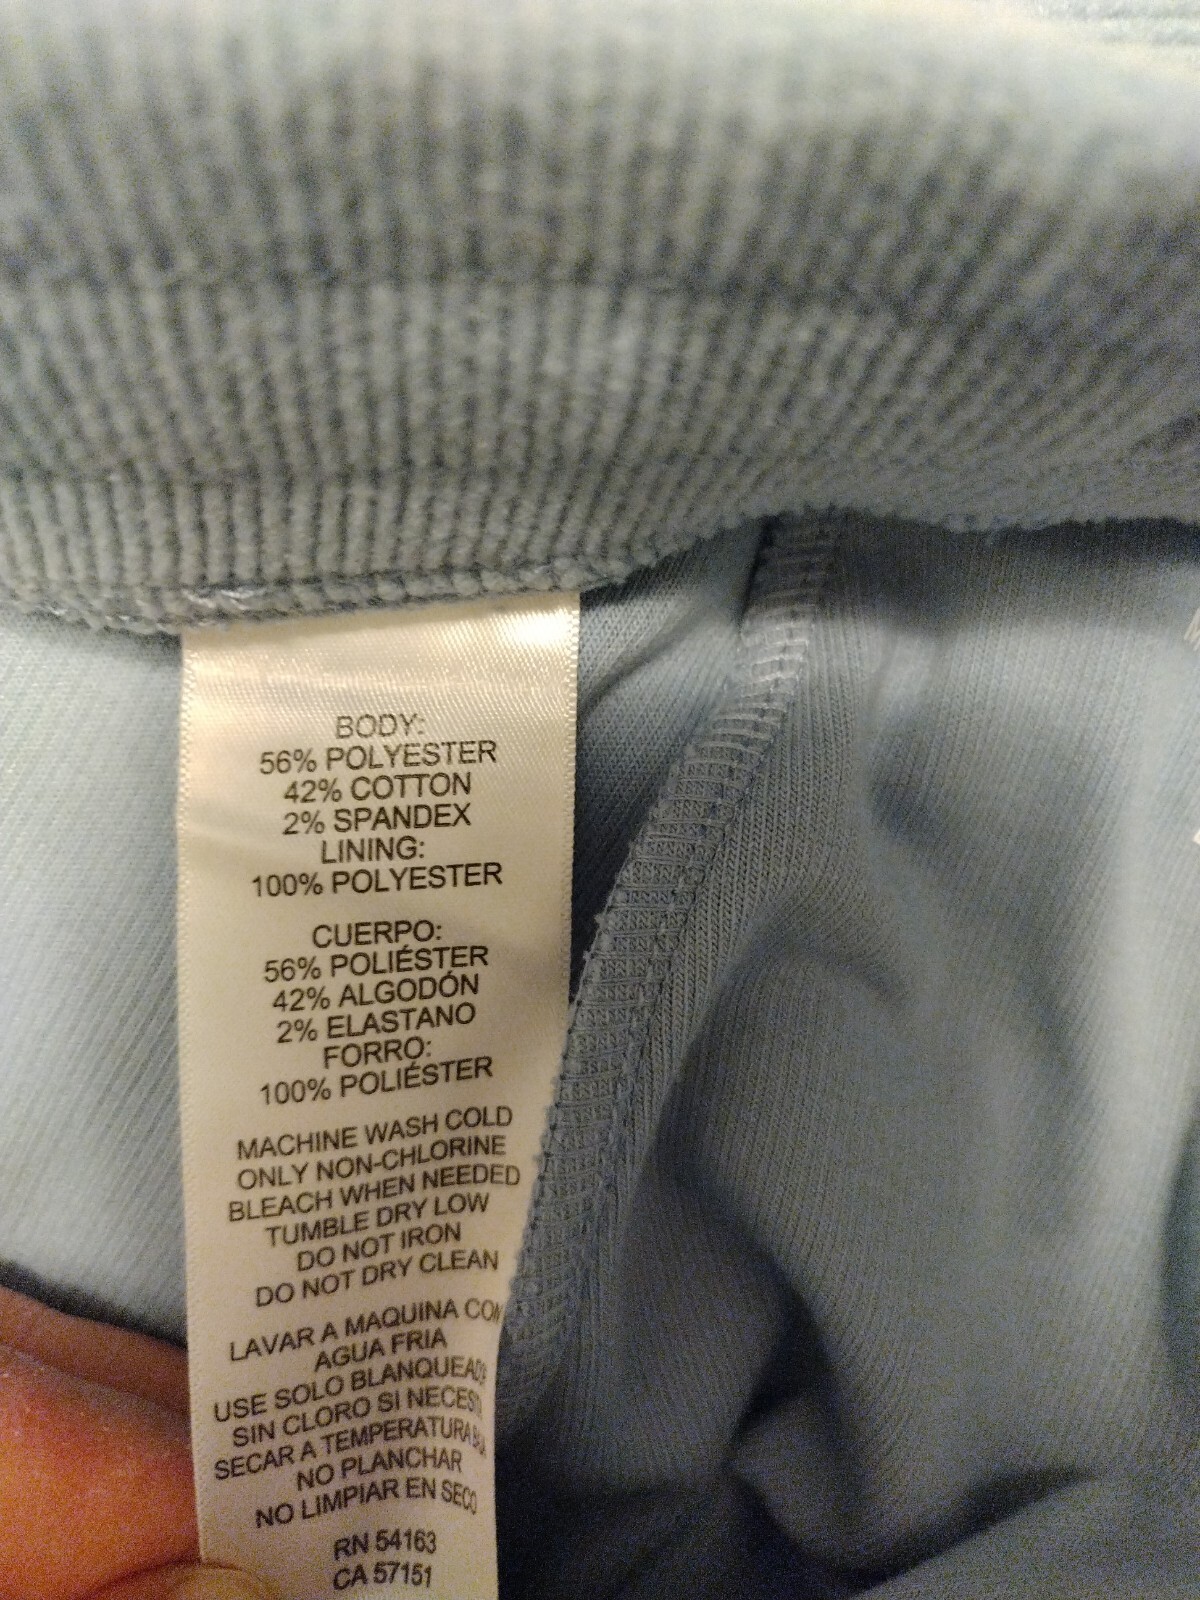 BODY:
56% POLYESTER
42% COTTON
2% SPANDEX
LINING:
100% POLYESTER
CUERPO:
56% POLIÉSTER
42% ALGODÓN
2% ELASTANO
FORRO:
100% POLIÉSTER
MACHINE WASH COLD
ONLY NON-CHLORINE
BLEACH WHEN NEEDED
TUMBLE DRY LOW
DO NOT IRON
DO NOT DRY CLEAN
LAVAR A MAQUINA CON
AGUA FRIA
USE SOLO
SIN CLORO SI
SECAR A TEMPERATURA
NO PLANCHAR
NO LIMPIAR EN SECO
RN 54163
CA 57151